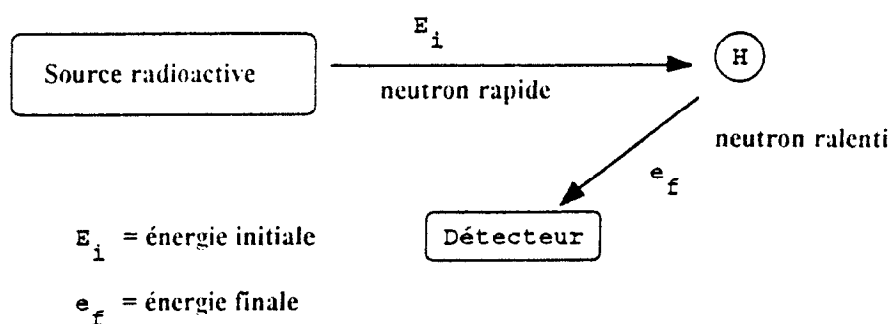 E_i
Source radioactive
H
neutron rapide
neutron ralenti
e_f
E_i = énergie initiale
Détecteur
e_f = énergie finale